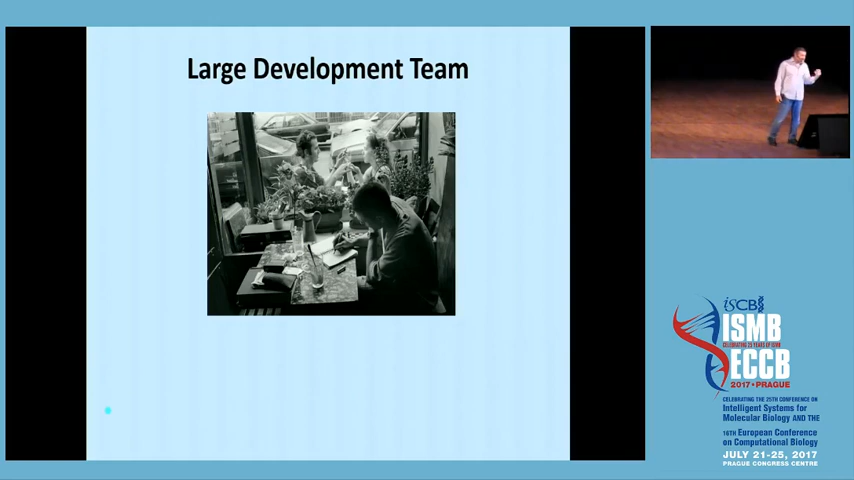 Large Development Team
isCB
ISMB
CELEBRATING 25 YEARS OF ISMB
ECCB
2017 • PRAGUE
CELEBRATING THE 25TH CONFERENCE ON
Intelligent Systems for
Molecular Biology AND THE
16TH European Conference
on Computational Biology
JULY 21-25, 2017
PRAGUE CONGRESS CENTRE